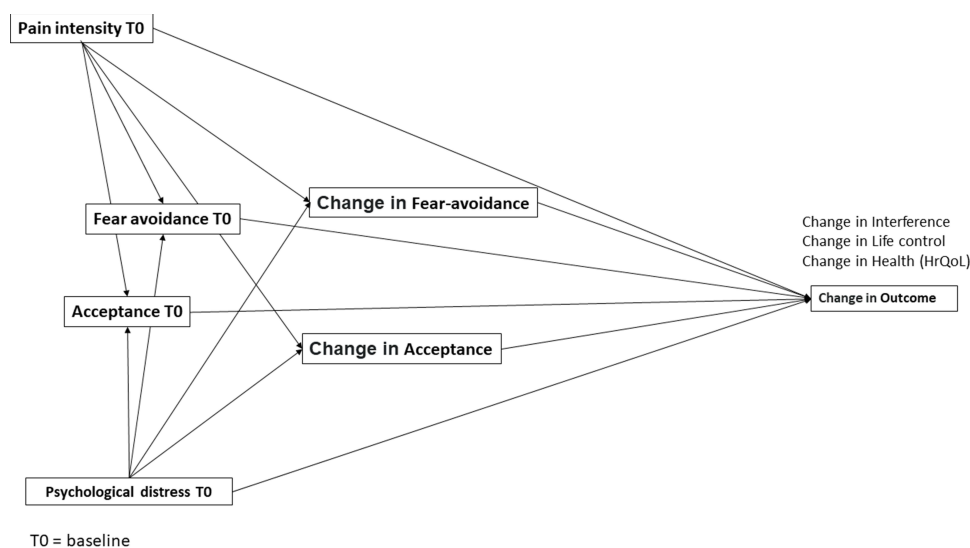 Pain intensity T0
Change in Fear-avoidance
Fear avoidance T0
Change in Interference
Change in Life control
Change in Health (HrQoL)
Change in Outcome
Acceptance T0
Change in Acceptance
Psychological distress T0
T0 = baseline